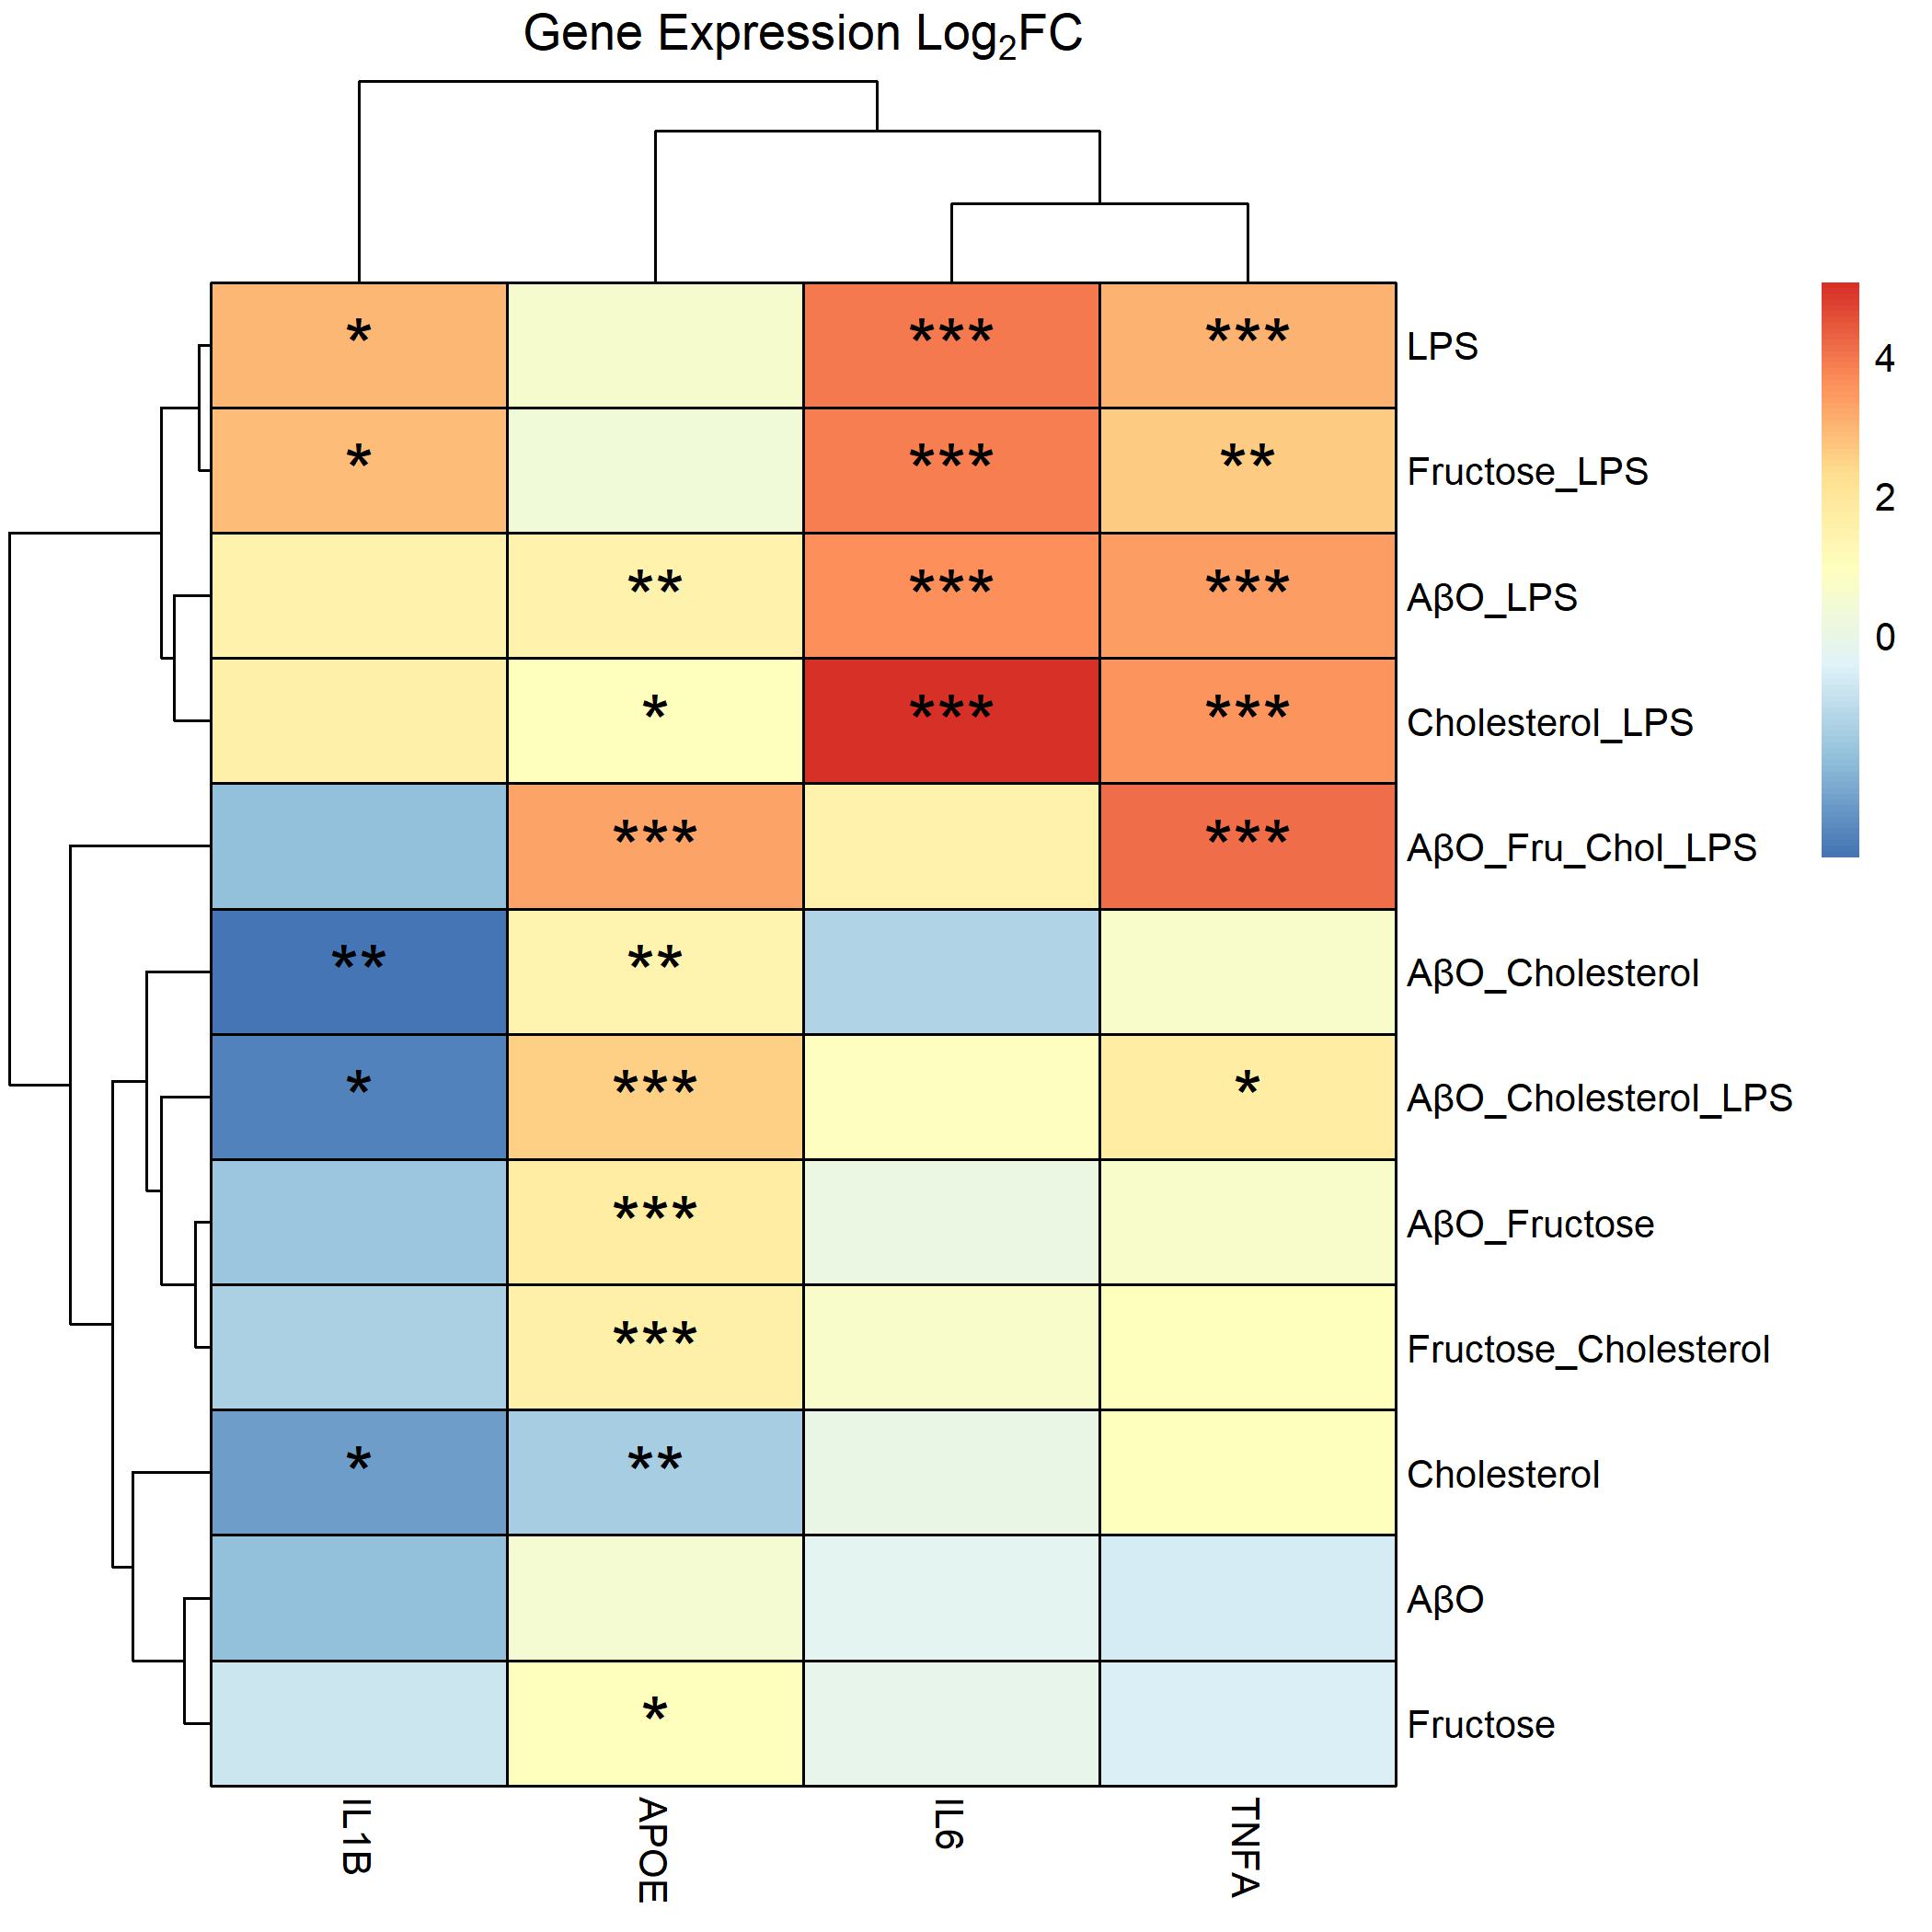 Gene Expression Log₂FC
* *** *** LPS
* *** ** Fructose_LPS
** *** *** AβO_LPS
* *** *** Cholesterol_LPS
*** *** AβO_Fru_Chol_LPS
** ** AβO_Cholesterol
* *** * AβO_Cholesterol_LPS
*** AβO_Fructose
*** Fructose_Cholesterol
* ** Cholesterol
AβO
* Fructose
IL1B
APOE
IL6
TNFA
4
2
0